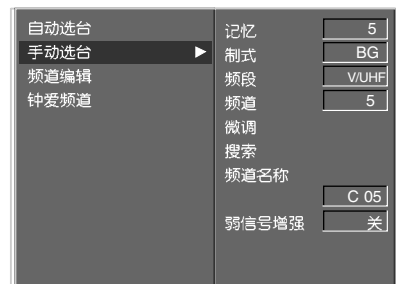 自动选台
手动选台 ▶
频道编辑
钟爱频道
记忆 5
制式 BG
频段 V/UHF
频道 5
微调
搜索
频道名称
C 05
弱信号增强 关